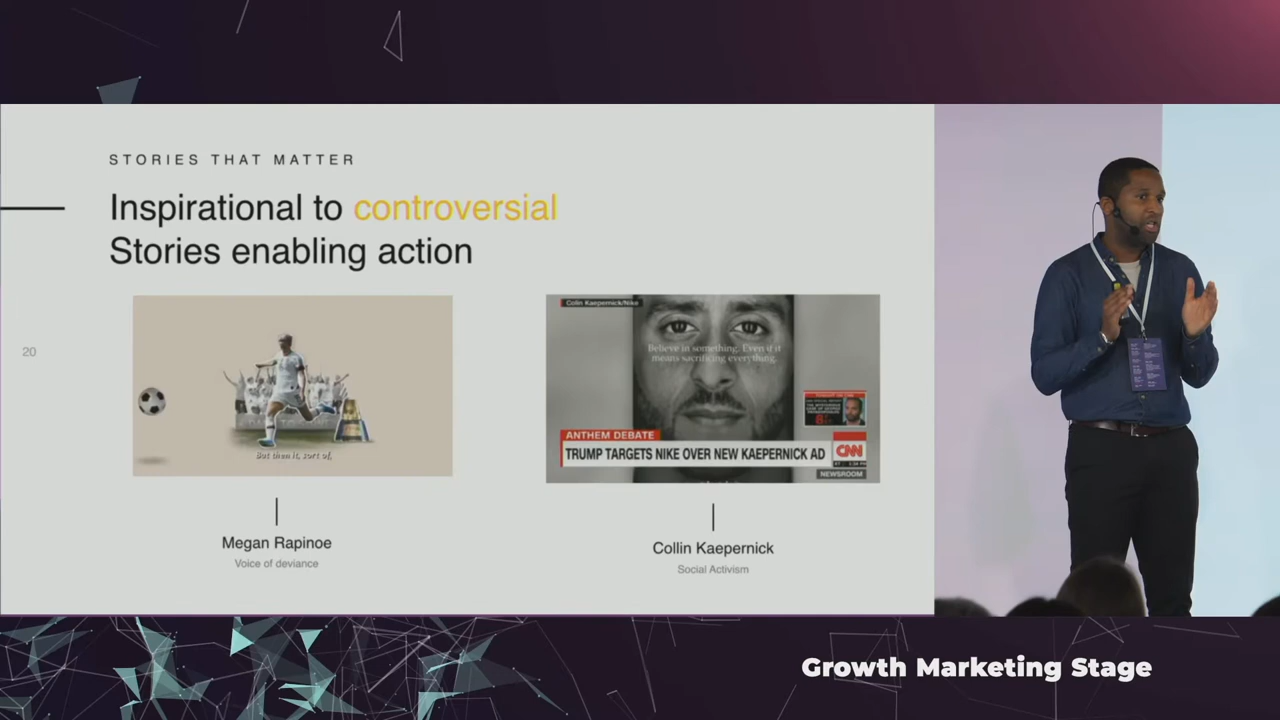 STORIES THAT MATTER
Inspirational to controversial
Stories enabling action
20
But then it, sort of,
Megan Rapinoe
Voice of deviance
Colin Kaepernick/Nike
Believe in something. Even if it
means sacrificing everything.
ANTHEM DEBATE
TRUMP TARGETS NIKE OVER NEW KAEPERNICK AD
CNN
NEWSROOM
Collin Kaepernick
Social Activism
Growth Marketing Stage